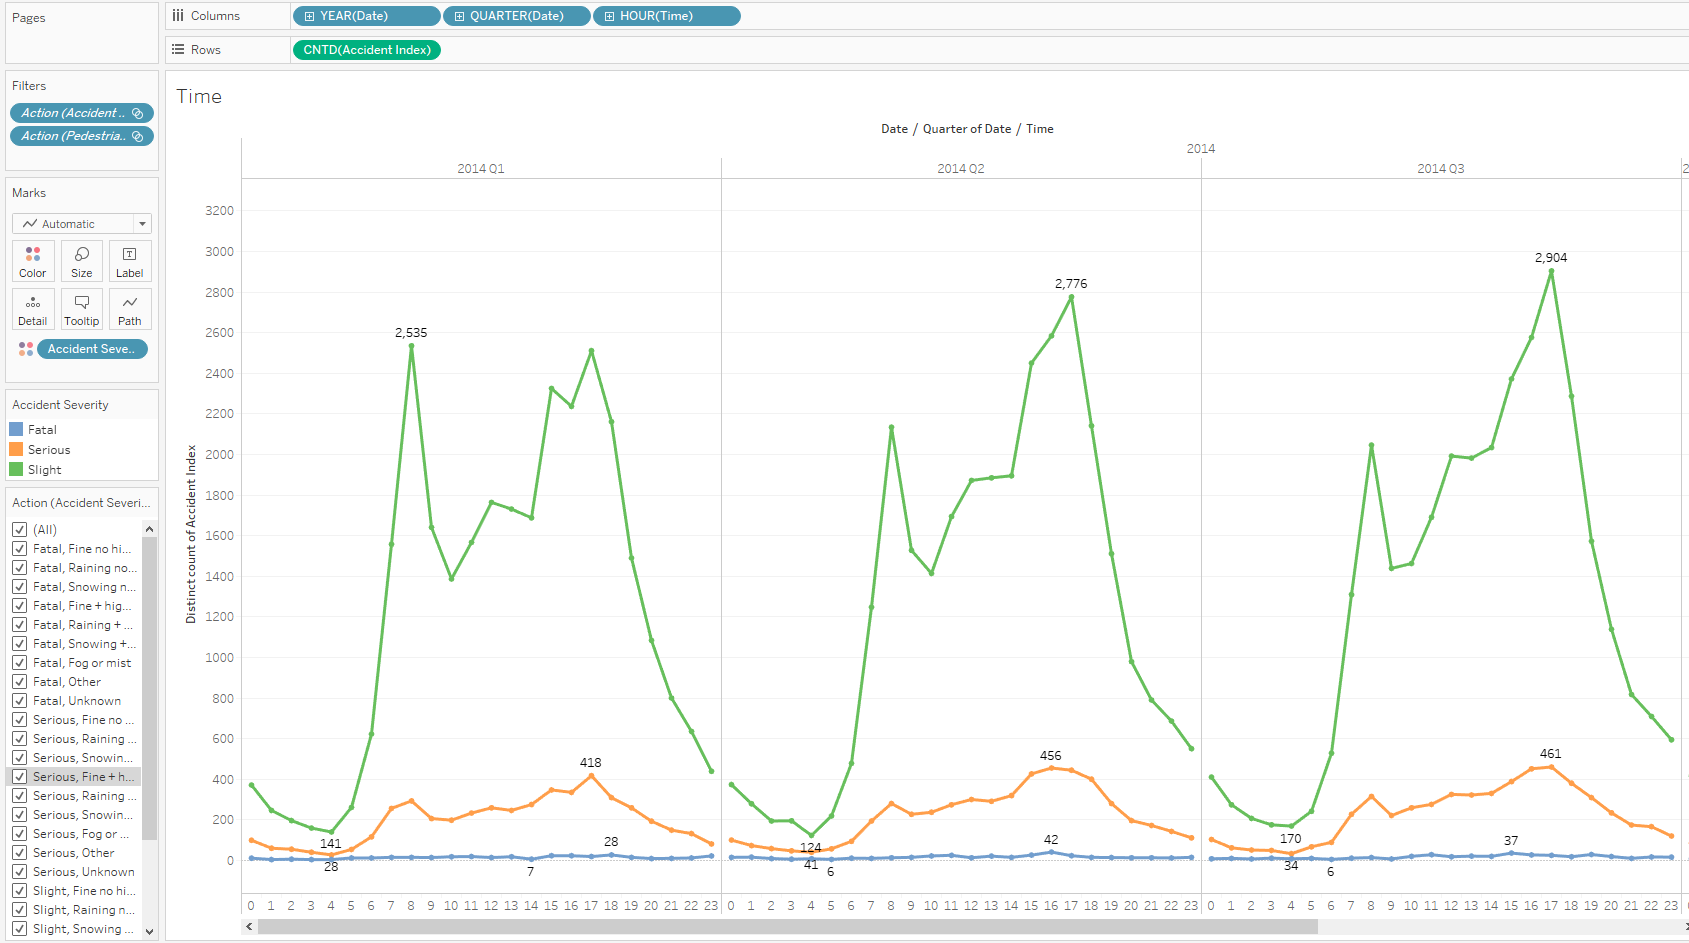 Pages
Columns
YEAR(Date)
QUARTER(Date)
HOUR(Time)
Rows
CNTD(Accident Index)
Filters
Action (Accident ..
Action (Pedestria..
Marks
Automatic
Color
Size
Label
Detail
Tooltip
Path
Accident Seve..
Accident Severity
Fatal
Serious
Slight
Action (Accident Severi...
(All)
Fatal, Fine no hi...
Fatal, Raining no...
Fatal, Snowing n...
Fatal, Fine + hig...
Fatal, Raining + ...
Fatal, Snowing +...
Fatal, Fog or mist
Fatal, Other
Fatal, Unknown
Serious, Fine no ...
Serious, Raining ...
Serious, Snowin...
Serious, Fine + h...
Serious, Raining ...
Serious, Snowin...
Serious, Fog or ...
Serious, Other
Serious, Unknown
Slight, Fine no hi...
Slight, Raining n...
Slight, Snowing ...
Time
Date / Quarter of Date / Time
2014
2014 Q1
2014 Q2
2014 Q3
2
Distinct count of Accident Index
3200
3000
2800
2600
2400
2200
2000
1800
1600
1400
1200
1000
800
600
400
200
0
2,535
418
141
28
28
7
2,776
456
124
41
6
42
2,904
461
170
34
6
37
0 1 2 3 4 5 6 7 8 9 10 11 12 13 14 15 16 17 18 19 20 21 22 23
0 1 2 3 4 5 6 7 8 9 10 11 12 13 14 15 16 17 18 19 20 21 22 23
0 1 2 3 4 5 6 7 8 9 10 11 12 13 14 15 16 17 18 19 20 21 22 23